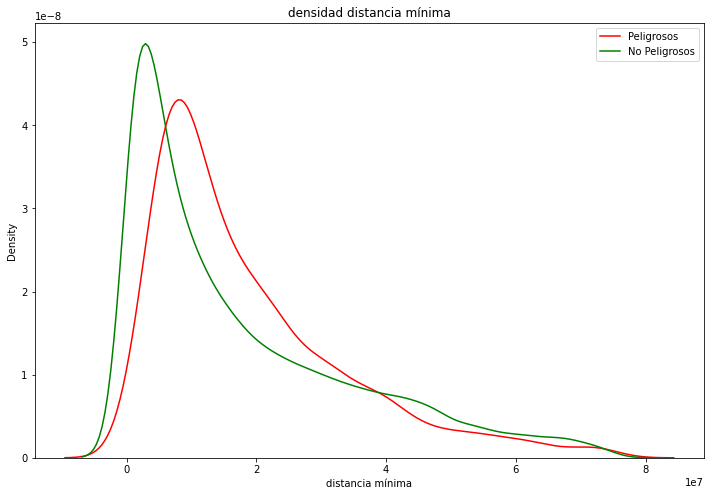 densidad distancia mínima
1e−8
Peligrosos
No Peligrosos
5
4
3
2
1
0
Density
0
2
4
6
8
1e7
distancia mínima